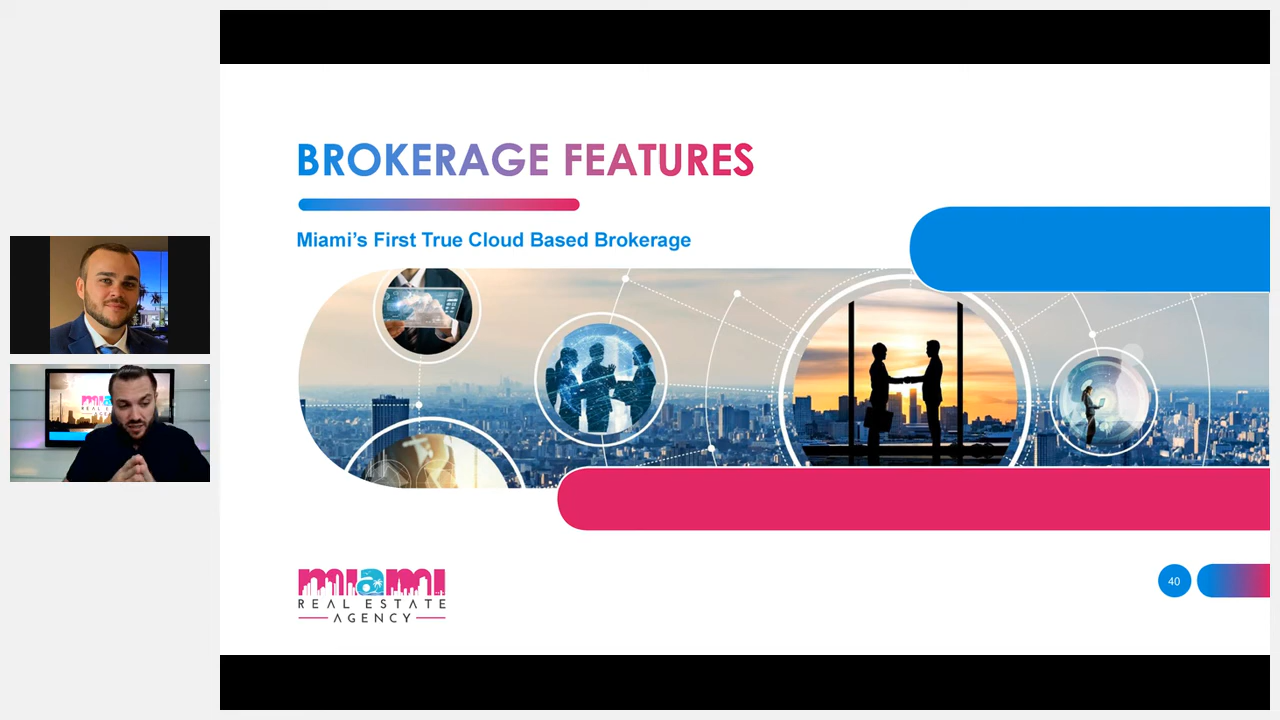 BROKERAGE FEATURES
Miami’s First True Cloud Based Brokerage
miami
REAL ESTATE
AGENCY
40